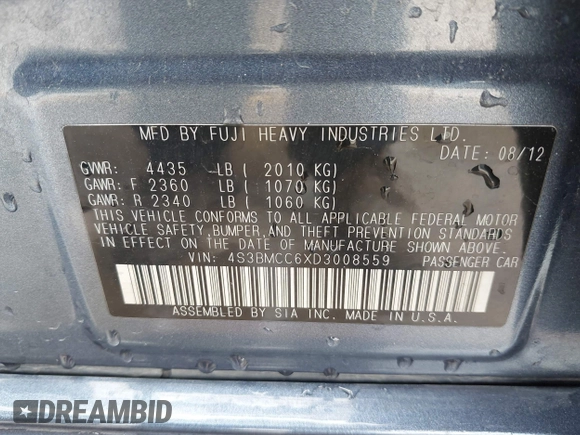 MFD BY FUJI HEAVY INDUSTRIES LTD.
DATE: 08/12
GVWR: 4435 LB ( 2010 KG)
GAWR: F 2360 LB ( 1070 KG)
GAWR: R 2340 LB ( 1060 KG)
THIS VEHICLE CONFORMS TO ALL APPLICABLE FEDERAL MOTOR
VEHICLE SAFETY, BUMPER, AND THEFT PREVENTION STANDARDS
IN EFFECT ON THE DATE OF MANUFACTURE SHOWN ABOVE.
VIN: 4S3BMCC6XD3008559 PASSENGER CAR
ASSEMBLED BY SIA INC. MADE IN U.S.A.
DREAMBID